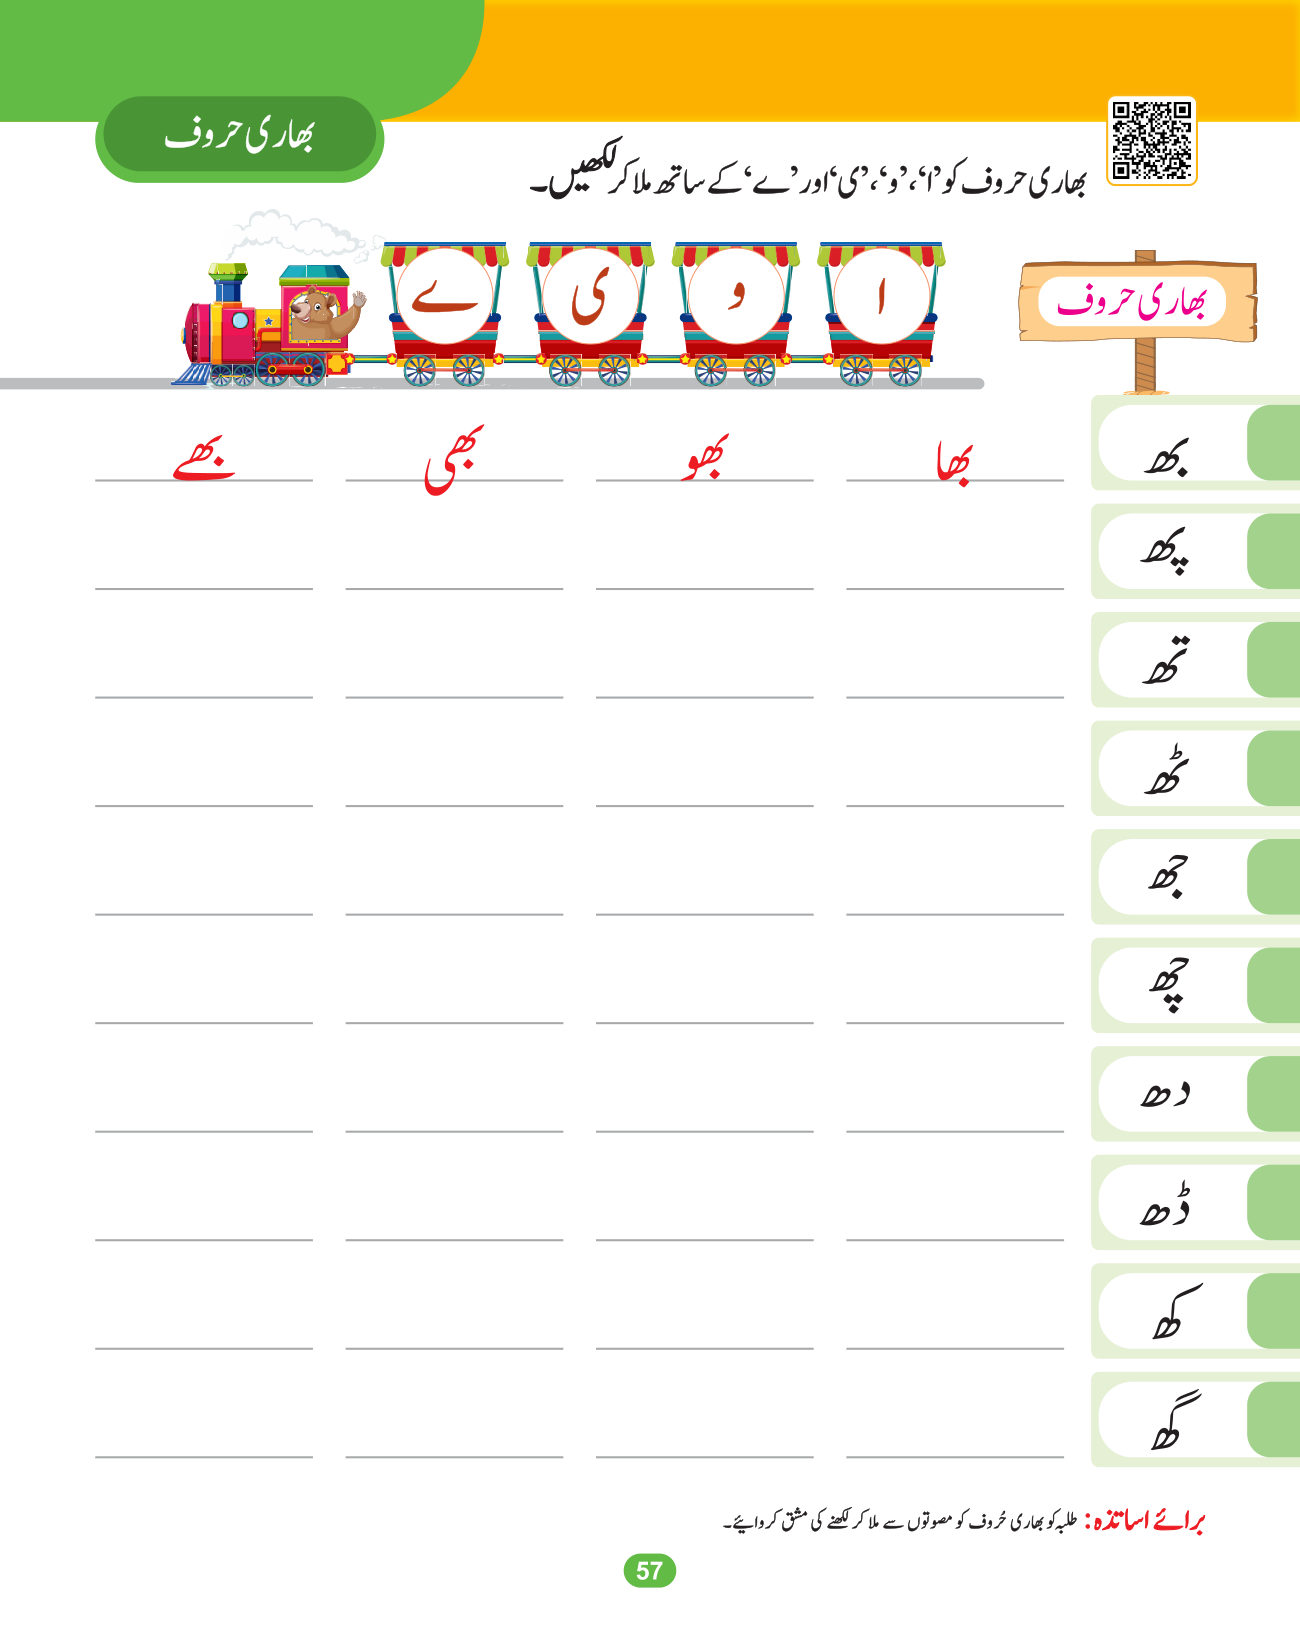 بھاری حروف
بھاری حروف کو ’ا‘، ’و‘، ’ی‘ اور ’ے‘ کے ساتھ ملا کر لکھیں۔
بھاری حروف
ا و ی ے
بھ بھا بھو بھی بھے
پھ
تھ
ٹھ
جھ
چھ
دھ
ڈھ
کھ
گھ
برائے اساتذہ: طلبہ کو بھاری حُروف کو مصوتوں سے ملا کر لکھنے کی مشق کروایئے۔
57